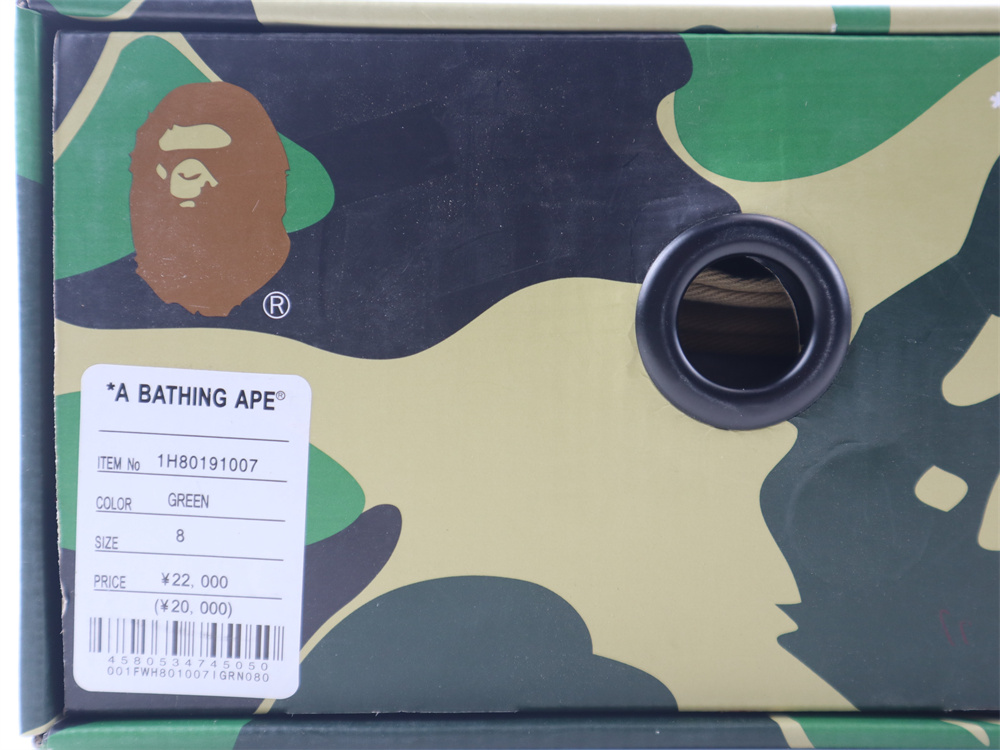 ®
*A BATHING APE®
ITEM No 1H80191007
COLOR GREEN
SIZE 8
PRICE ¥22,000
(¥20,000)
4580534745050
001FWH801007IGRN080